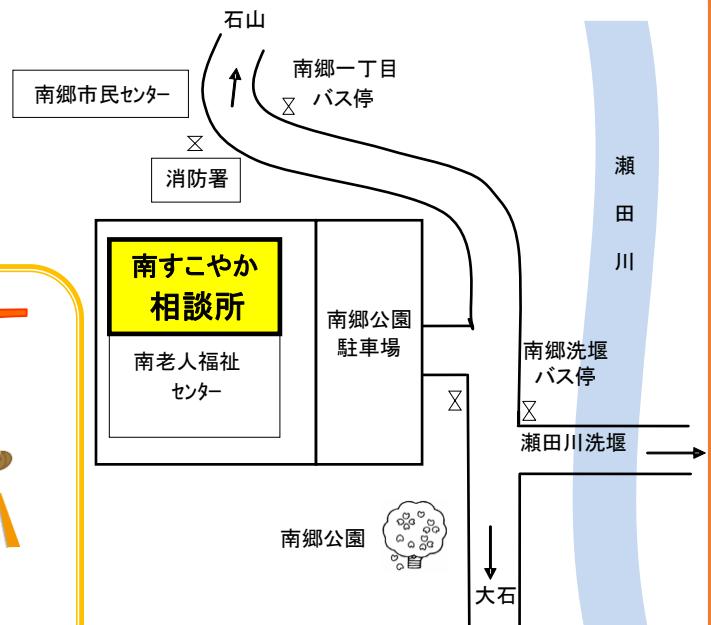 石山
南郷一丁目
バス停
南郷市民センター
消防署
瀬田川
南すこやか
相談所
南老人福祉
センター
南郷公園
駐車場
南郷洗堰
バス停
瀬田川洗堰
南郷公園
大石